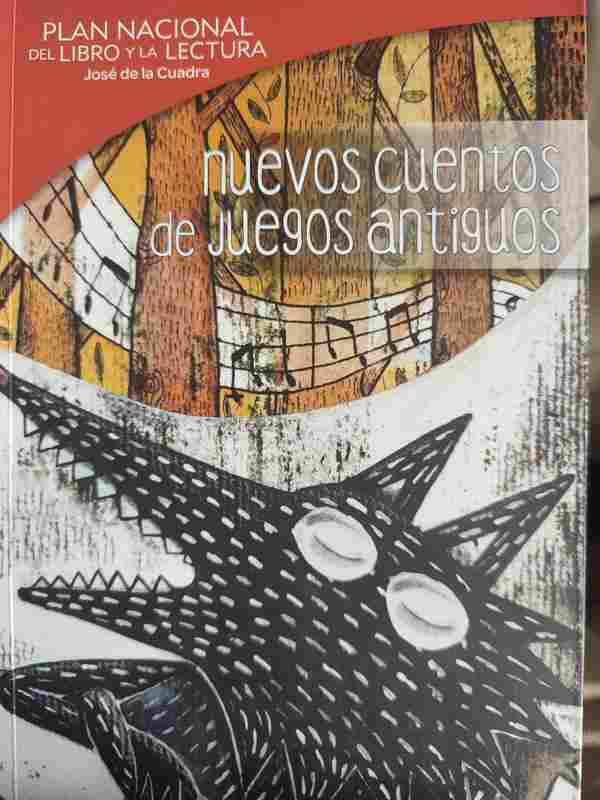 PLAN NACIONAL
DEL LIBRO Y LA LECTURA
José de la Cuadra
nuevos cuentos
de juegos antiguos